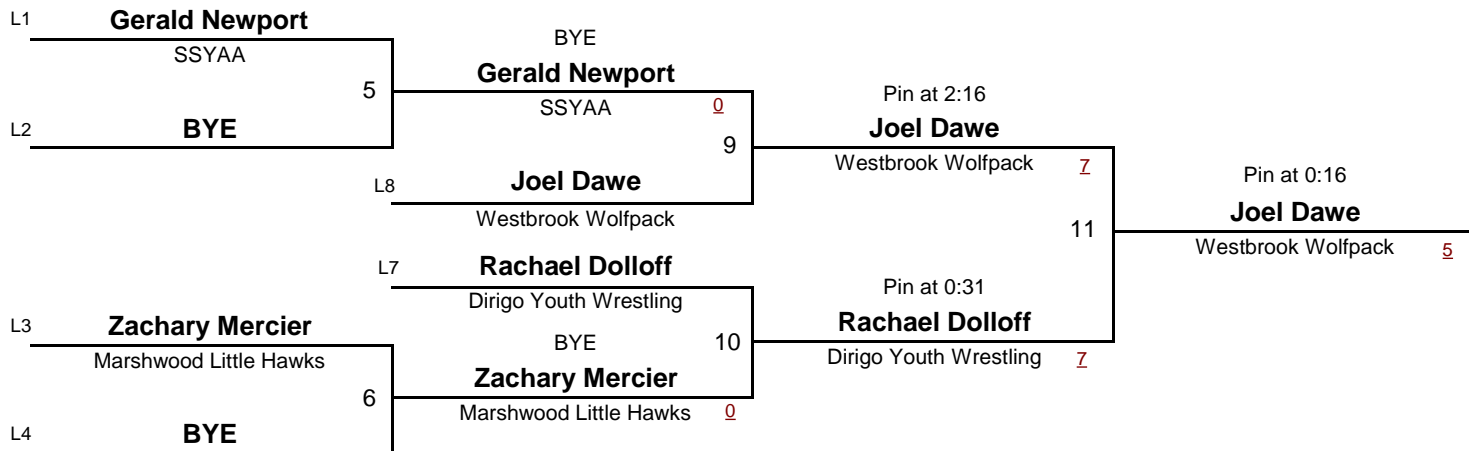 L1 Gerald Newport
SSYAA
5
L2 BYE
BYE
Gerald Newport
SSYAA 0
9
L8 Joel Dawe
Westbrook Wolfpack
Pin at 2:16
Joel Dawe
Westbrook Wolfpack 7
11
Pin at 0:16
Joel Dawe
Westbrook Wolfpack 5
L7 Rachael Dolloff
Dirigo Youth Wrestling
10
Pin at 0:31
Rachael Dolloff
Dirigo Youth Wrestling 7
L3 Zachary Mercier
Marshwood Little Hawks
6
L4 BYE
BYE
Zachary Mercier
Marshwood Little Hawks 0